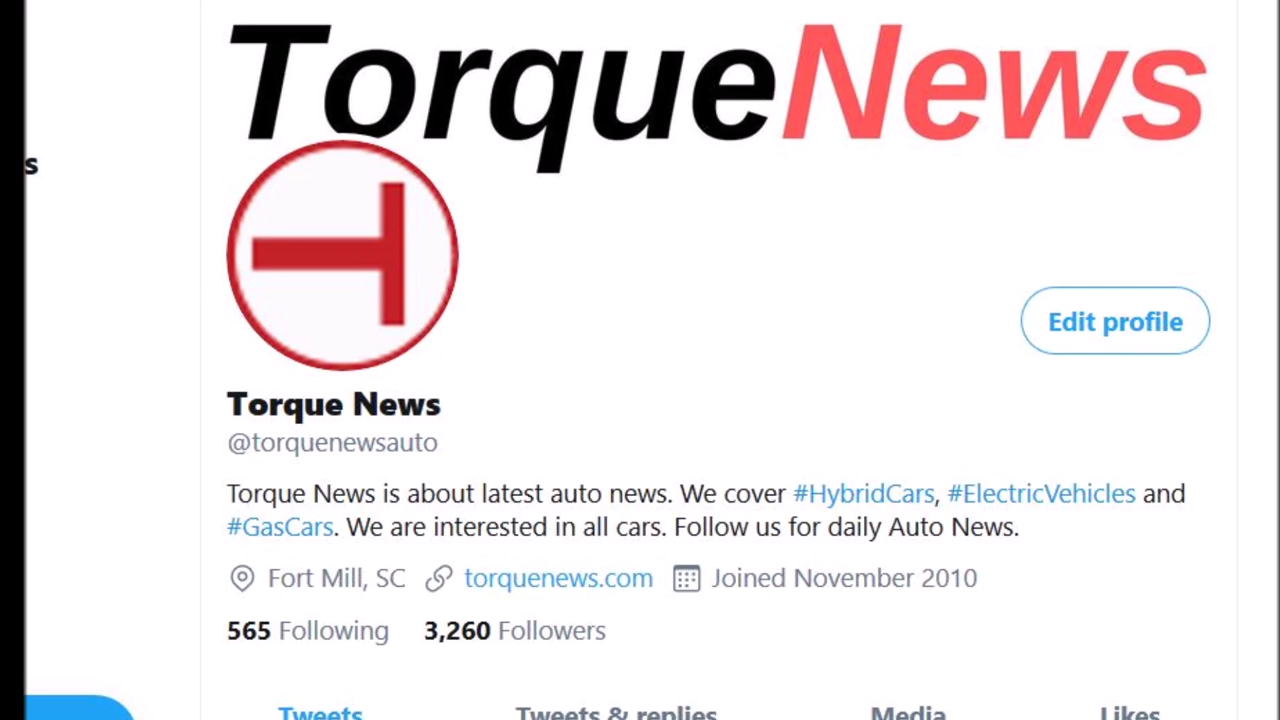 TorqueNews
s
T
Edit profile
Torque News
@torquenewsauto
Torque News is about latest auto news. We cover #HybridCars, #ElectricVehicles and
#GasCars. We are interested in all cars. Follow us for daily Auto News.
Fort Mill, SC torquenews.com Joined November 2010
565 Following 3,260 Followers
Tweets Tweets & replies Media Likes